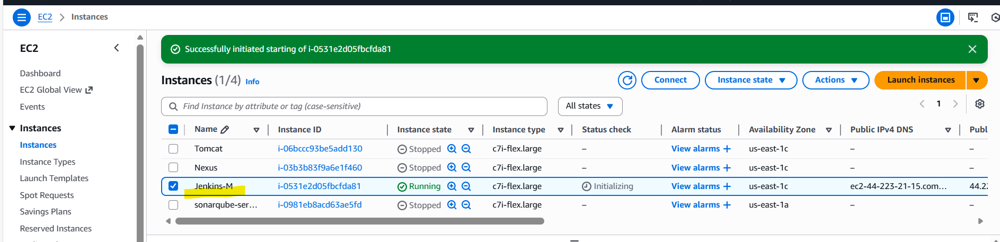 EC2 > Instances
EC2
Dashboard
EC2 Global View
Events
Instances
Instances
Instance Types
Launch Templates
Spot Requests
Savings Plans
Reserved Instances
Successfully initiated starting of i-0531e2d05fbcfda81
Instances (1/4) Info
Connect Instance state Actions Launch instances
Find Instance by attribute or tag (case-sensitive) All states 1
Name Instance ID Instance state Instance type Status check Alarm status Availability Zone Public IPv4 DNS Publ
Tomcat i-06bccc93be5add130 Stopped c7i-flex.large – View alarms + us-east-1c – –
Nexus i-03b3b83f9a6e1f460 Stopped c7i-flex.large – View alarms + us-east-1c – –
Jenkins-M i-0531e2d05fbcfda81 Running c7i-flex.large Initializing View alarms + us-east-1c ec2-44-223-21-15.com... 44.22
sonarqube-ser... i-0981eb8acd63ae5fd Stopped c7i-flex.large – View alarms + us-east-1a – –